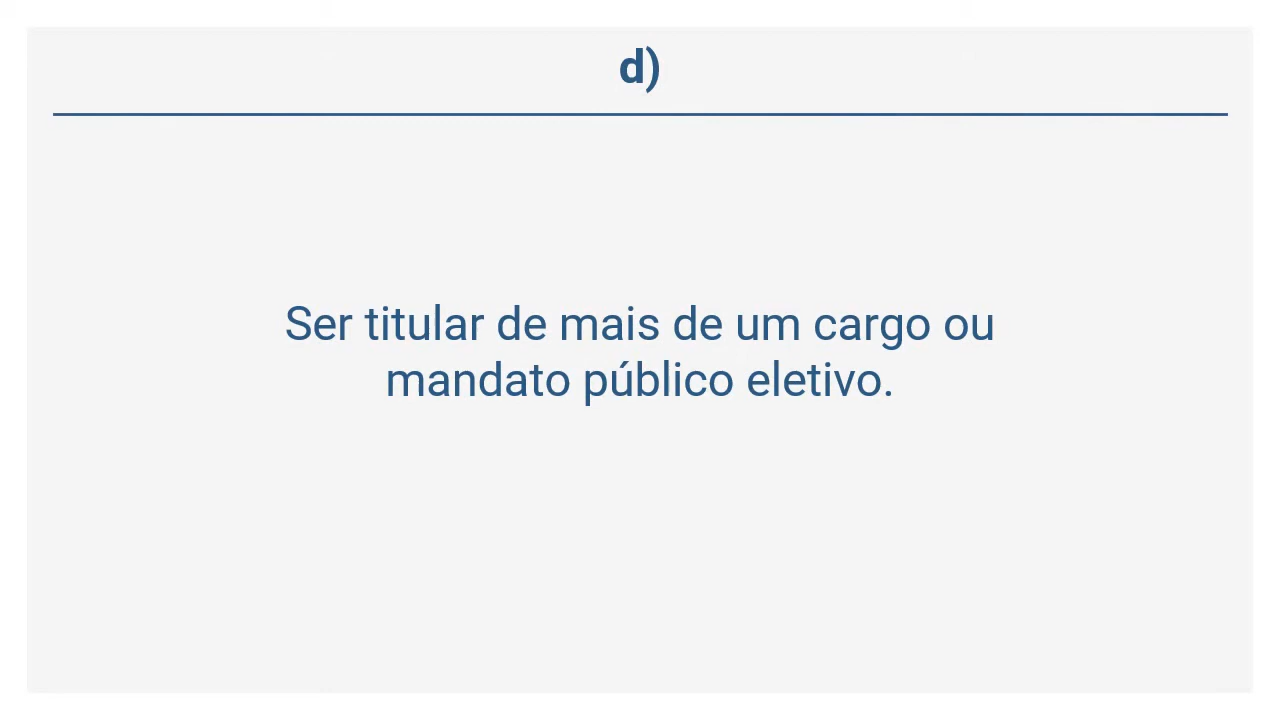 d)
Ser titular de mais de um cargo ou
mandato público eletivo.